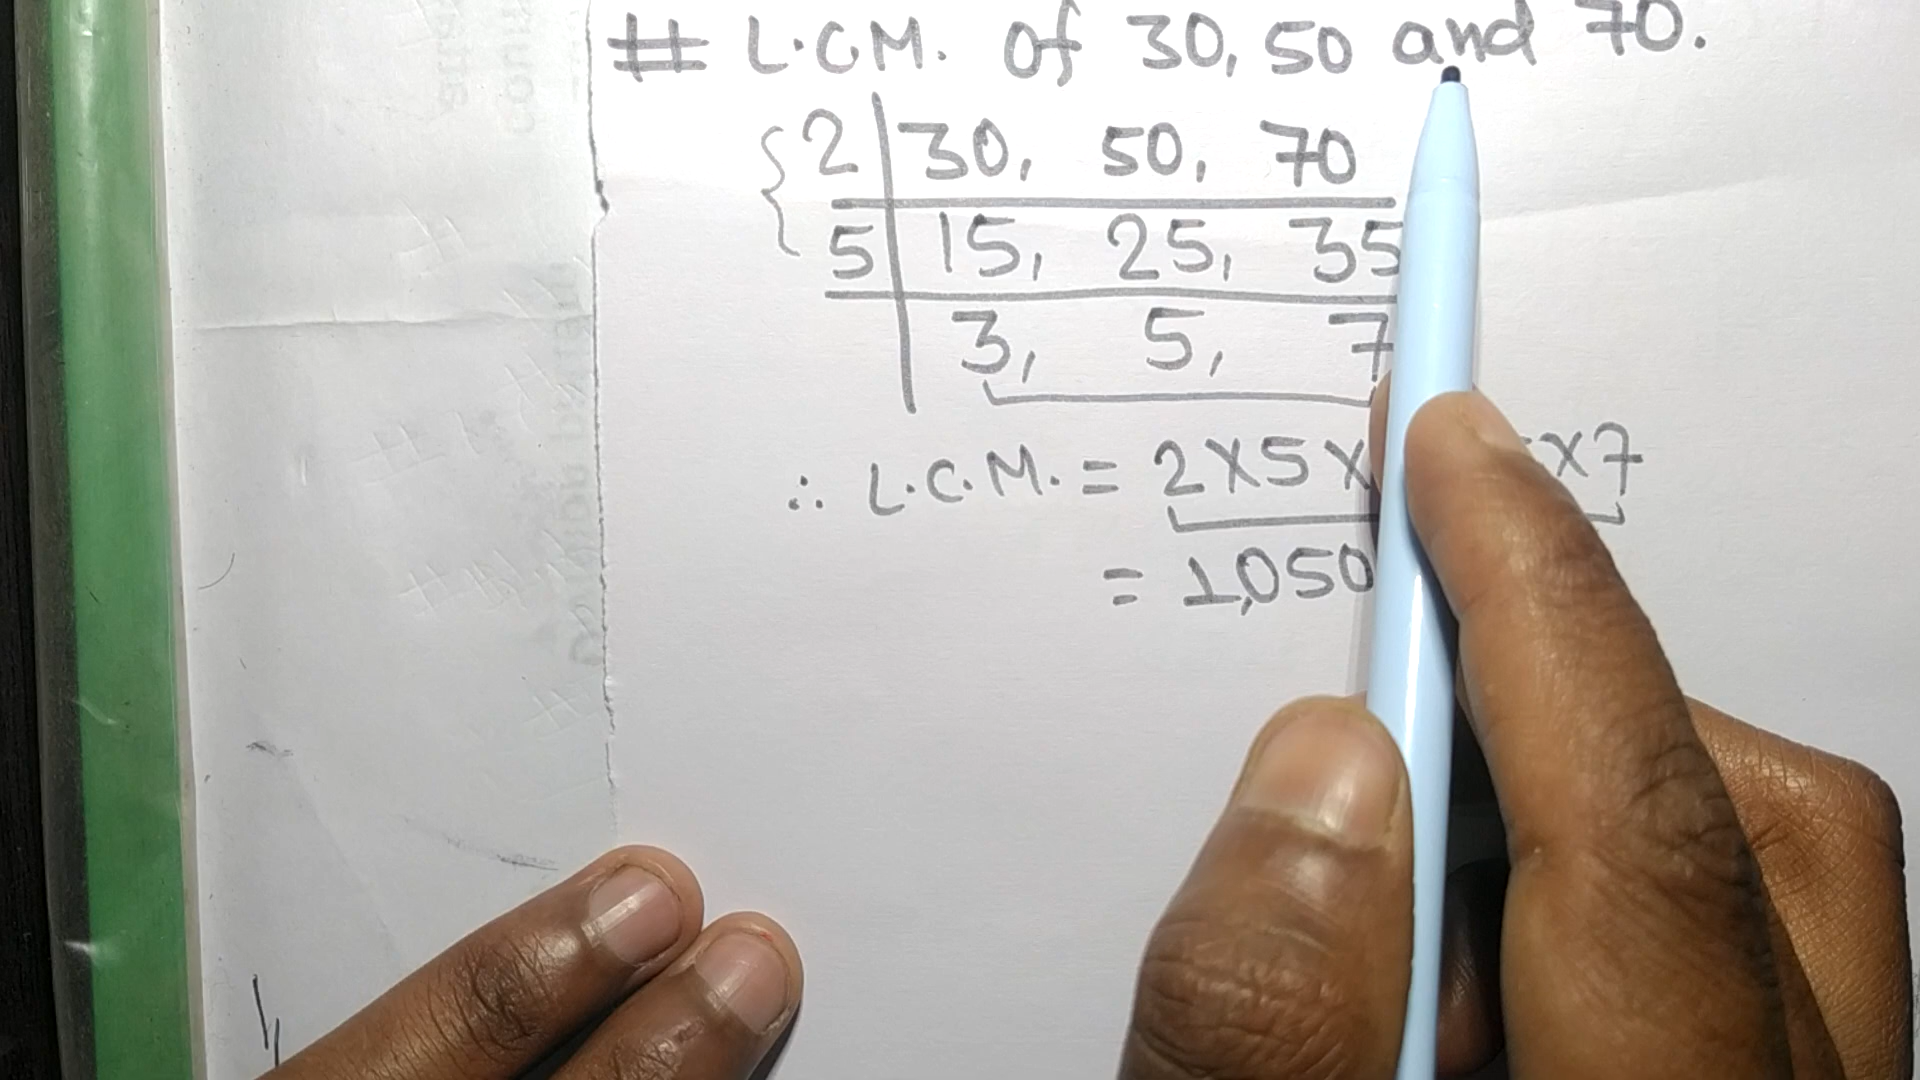 # L.C.M. of 30, 50 and 70.
2 | 30, 50, 70
5 | 15, 25, 35
3, 5, 7
∴ L.C.M. = 2×5× ×7
= 1,050